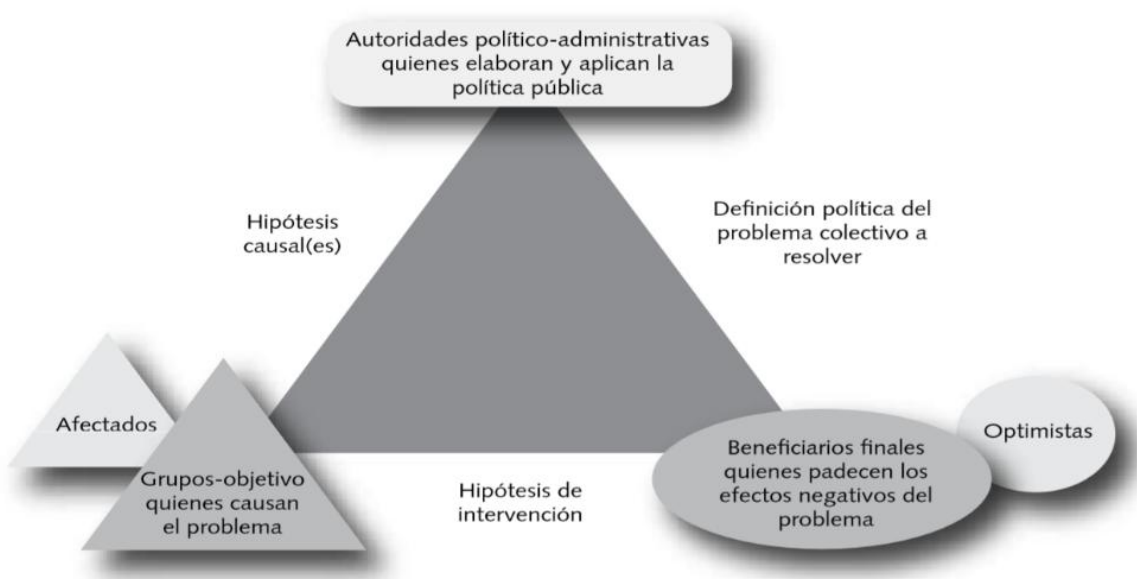 Autoridades político-administrativas
quienes elaboran y aplican la
política pública
Hipótesis
causal(es)
Definición política del
problema colectivo a
resolver
Afectados
Grupos-objetivo
quienes causan
el problema
Hipótesis de
intervención
Beneficiarios finales
quienes padecen los
efectos negativos del
problema
Optimistas